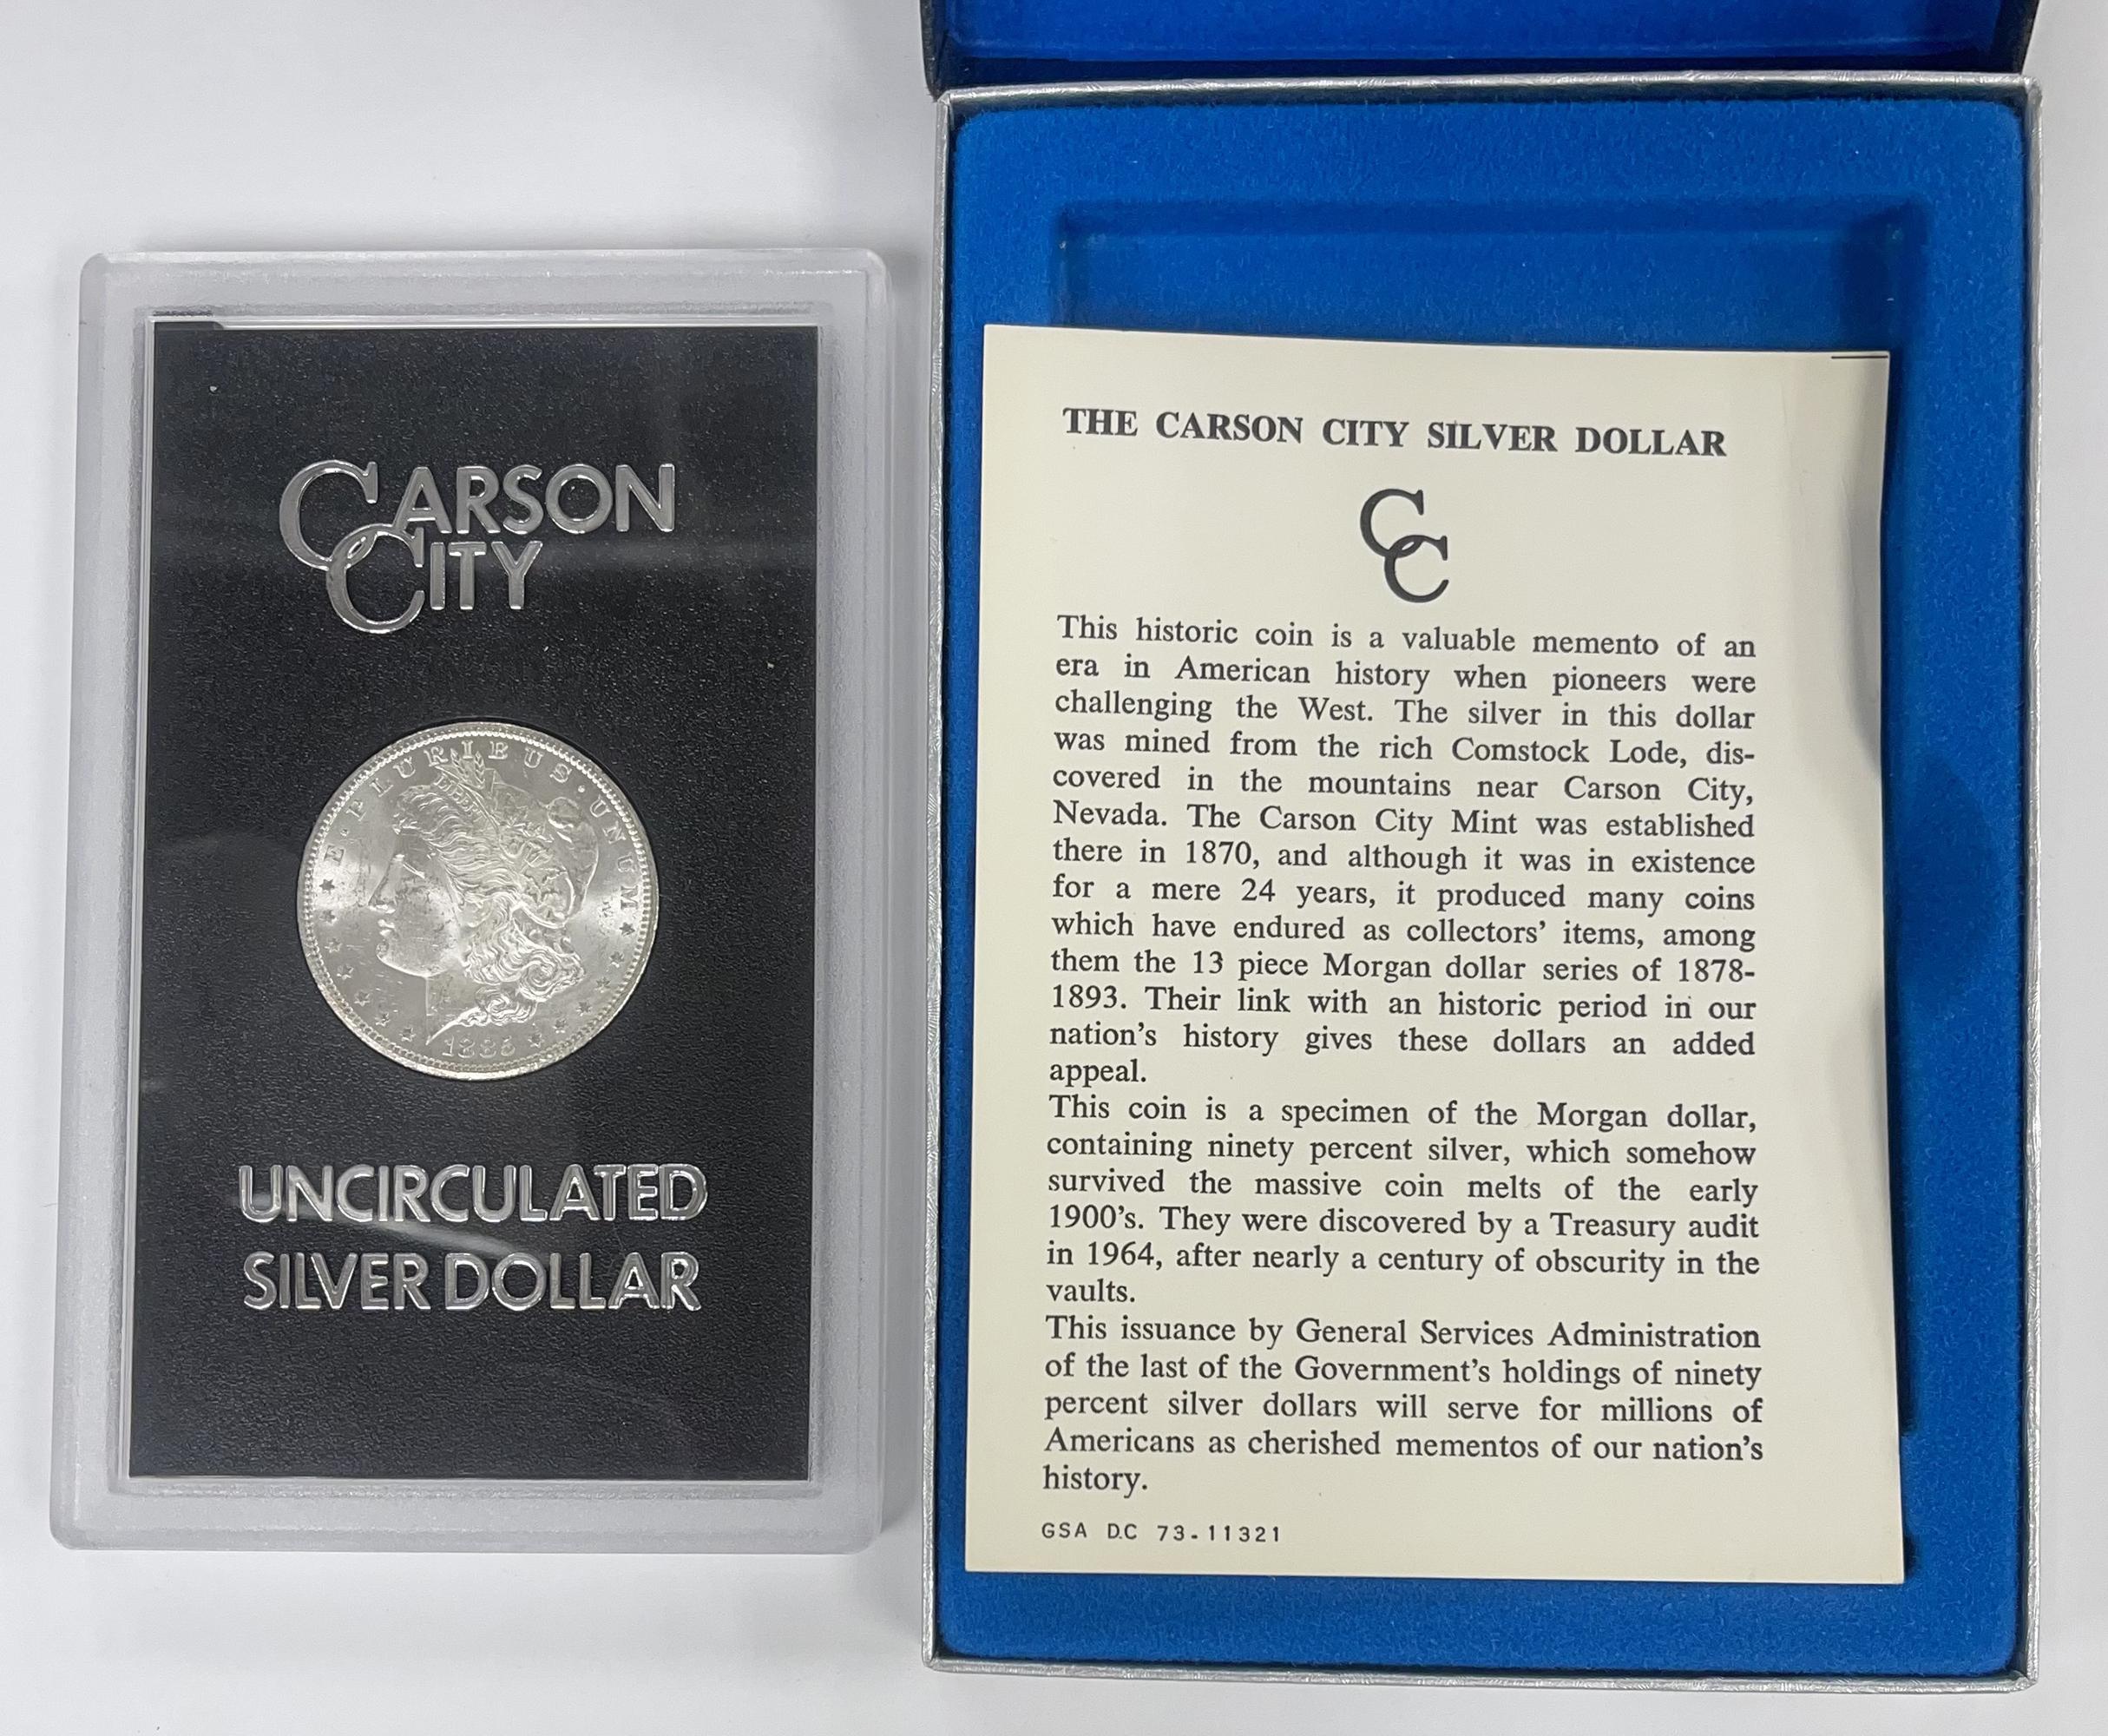 CARSON
CITY
E · PLURIBUS · UNUM
LIBERTY
1885
UNCIRCULATED
SILVER DOLLAR
THE CARSON CITY SILVER DOLLAR
CC
This historic coin is a valuable memento of an
era in American history when pioneers were
challenging the West. The silver in this dollar
was mined from the rich Comstock Lode, dis-
covered in the mountains near Carson City,
Nevada. The Carson City Mint was established
there in 1870, and although it was in existence
for a mere 24 years, it produced many coins
which have endured as collectors' items, among
them the 13 piece Morgan dollar series of 1878-
1893. Their link with an historic period in our
nation's history gives these dollars an added
appeal.
This coin is a specimen of the Morgan dollar,
containing ninety percent silver, which somehow
survived the massive coin melts of the early
1900's. They were discovered by a Treasury audit
in 1964, after nearly a century of obscurity in the
vaults.
This issuance by General Services Administration
of the last of the Government's holdings of ninety
percent silver dollars will serve for millions of
Americans as cherished mementos of our nation's
history.
GSA DC 73-11321